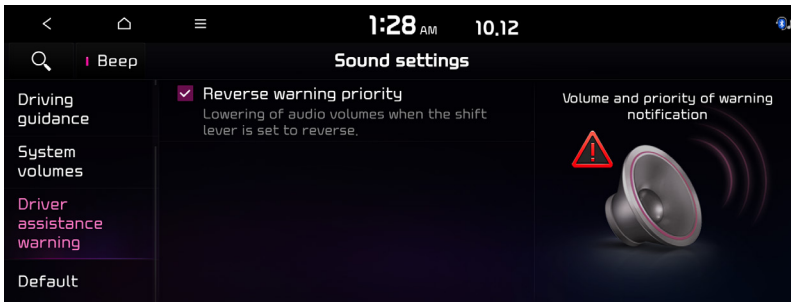 1:28 AM 10.12
Beep
Sound settings
Driving
guidance
System
volumes
Driver
assistance
warning
Default
Reverse warning priority
Lowering of audio volumes when the shift
lever is set to reverse.
Volume and priority of warning
notification